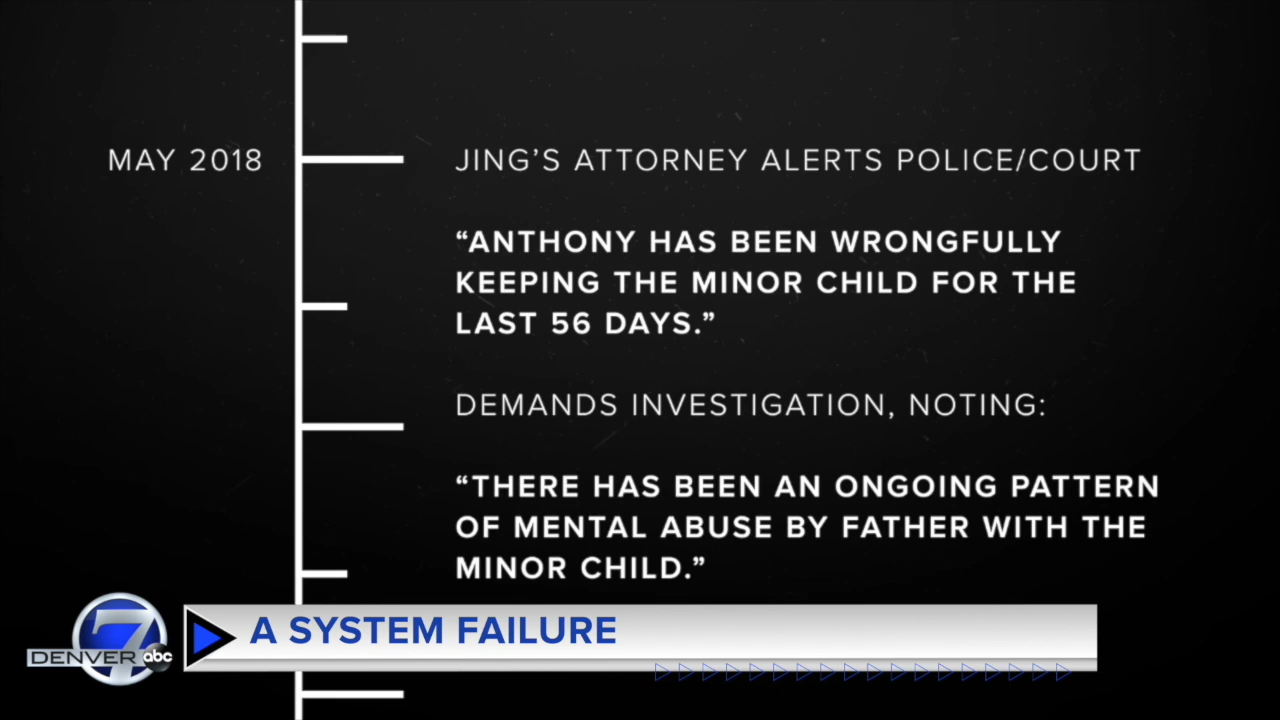 MAY 2018
JING’S ATTORNEY ALERTS POLICE/COURT
“ANTHONY HAS BEEN WRONGFULLY
KEEPING THE MINOR CHILD FOR THE
LAST 56 DAYS.”
DEMANDS INVESTIGATION, NOTING:
“THERE HAS BEEN AN ONGOING PATTERN
OF MENTAL ABUSE BY FATHER WITH THE
MINOR CHILD.”
A SYSTEM FAILURE
7
DENVER abc